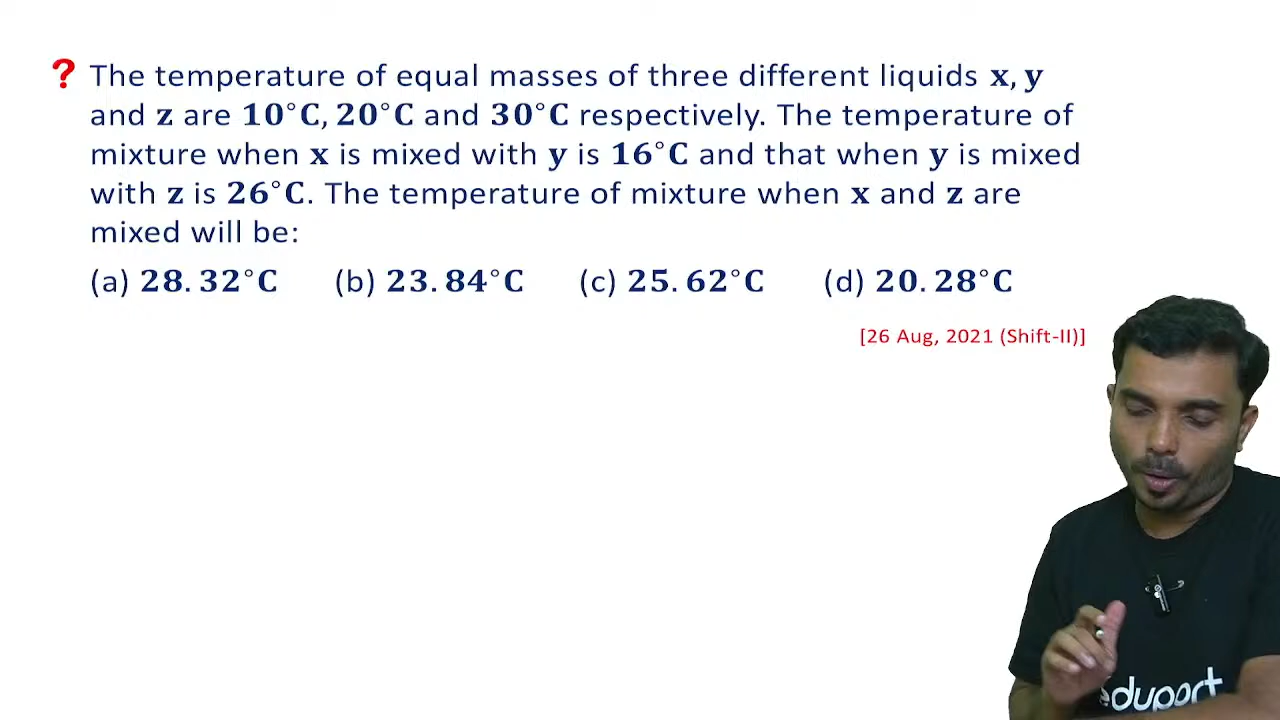 ? The temperature of equal masses of three different liquids x, y
and z are 10°C, 20°C and 30°C respectively. The temperature of
mixture when x is mixed with y is 16°C and that when y is mixed
with z is 26°C. The temperature of mixture when x and z are
mixed will be:
(a) 28.32°C (b) 23.84°C (c) 25.62°C (d) 20.28°C
[26 Aug, 2021 (Shift-II)]
eduport